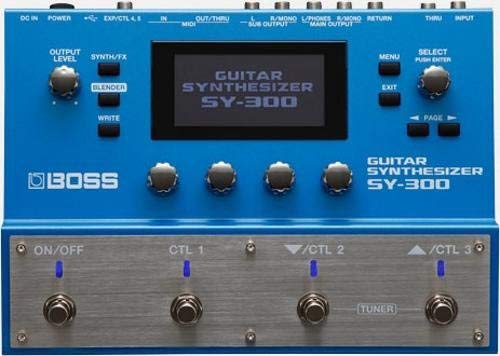 DC IN POWER EXP/CTL 4, 5 IN OUT/THRU L R/MONO L/PHONES R/MONO RETURN THRU INPUT
MIDI SUB OUTPUT MAIN OUTPUT
OUTPUT
LEVEL
SYNTH/FX
BLENDER
WRITE
GUITAR
SYNTHESIZER
SY-300
MENU
EXIT
SELECT
PUSH ENTER
PAGE
BOSS
GUITAR
SYNTHESIZER
SY-300
ON/OFF CTL 1 ▼/CTL 2 ▲/CTL 3
TUNER